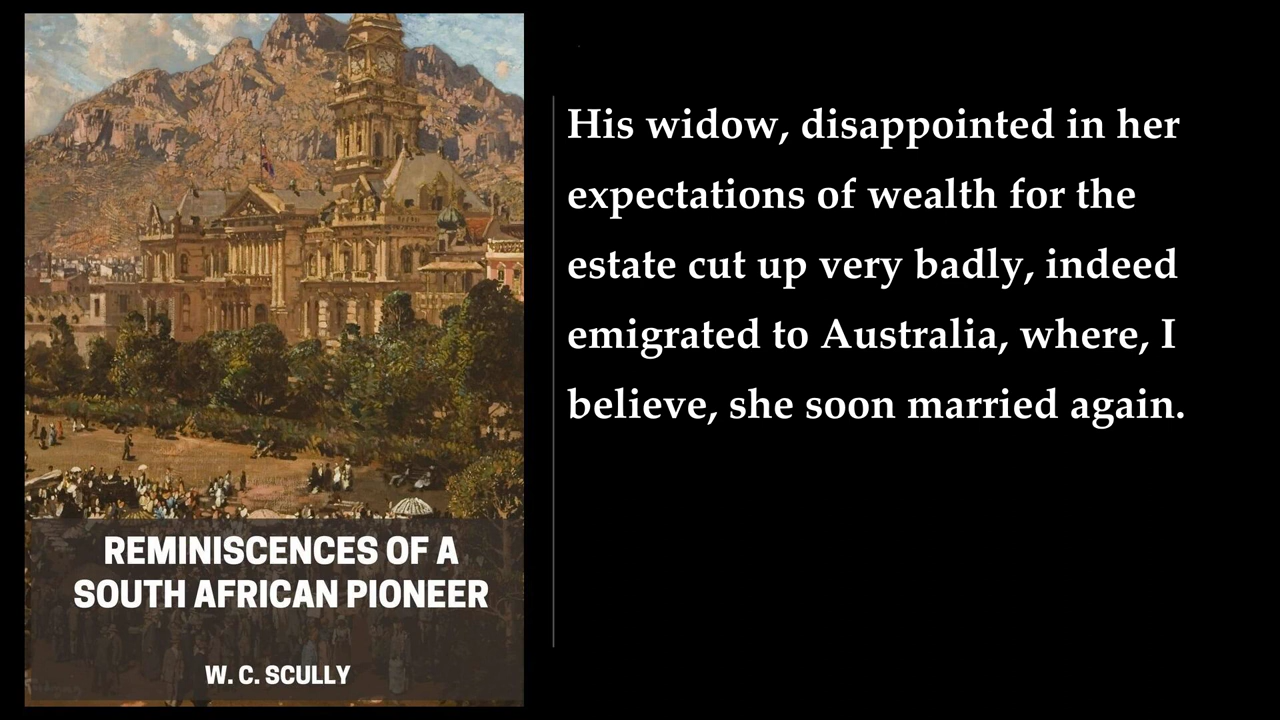 His widow, disappointed in her
expectations of wealth for the
estate cut up very badly, indeed
emigrated to Australia, where, I
believe, she soon married again.
REMINISCENCES OF A
SOUTH AFRICAN PIONEER
W. C. SCULLY